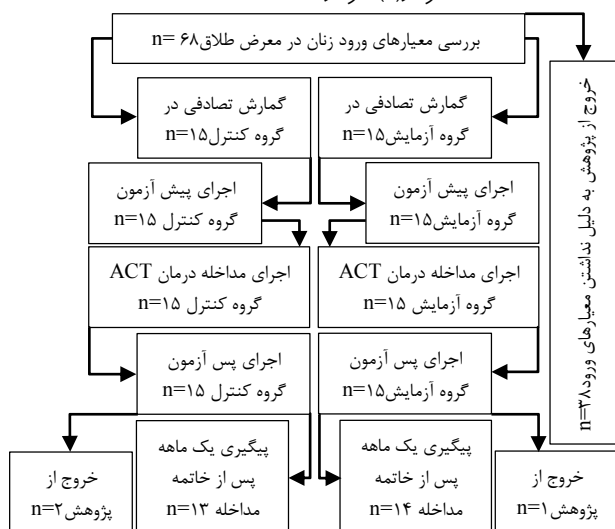 بررسی معیارهای ورود زنان در معرض طلاق۶۸ =n
خروج از پژوهش به دلیل نداشتن معیارهای ورود۳۸=n
گمارش تصادفی در
گروه آزمایش۱۵=n
گمارش تصادفی در
گروه کنترل۱۵=n
اجرای پیش آزمون
گروه آزمایش۱۵=n
اجرای پیش آزمون
گروه کنترل ۱۵=n
اجرای مداخله درمان ACT
گروه آزمایش ۱۵=n
اجرای مداخله درمان ACT
گروه کنترل ۱۵=n
اجرای پس آزمون
گروه آزمایش۱۵=n
اجرای پس آزمون
گروه کنترل ۱۵=n
خروج از
پژوهش۱=n
پیگیری یک ماهه
پس از خاتمه
مداخله ۱۴=n
پیگیری یک ماهه
پس از خاتمه
مداخله ۱۳=n
خروج از
پژوهش۲=n